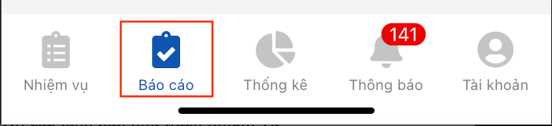 141
Nhiệm vụ Báo cáo Thống kê Thông báo Tài khoản